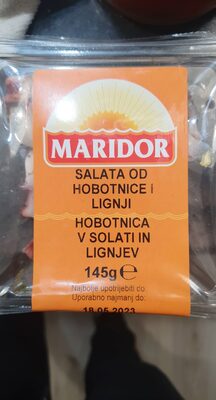 MARIDOR
SALATA OD
HOBOTNICE I
LIGNJI
HOBOTNICA
V SOLATI IN
LIGNJEV
145g ℮
Najbolje upotrijebiti do:
Uporabno najmanj do:
18.05.2023